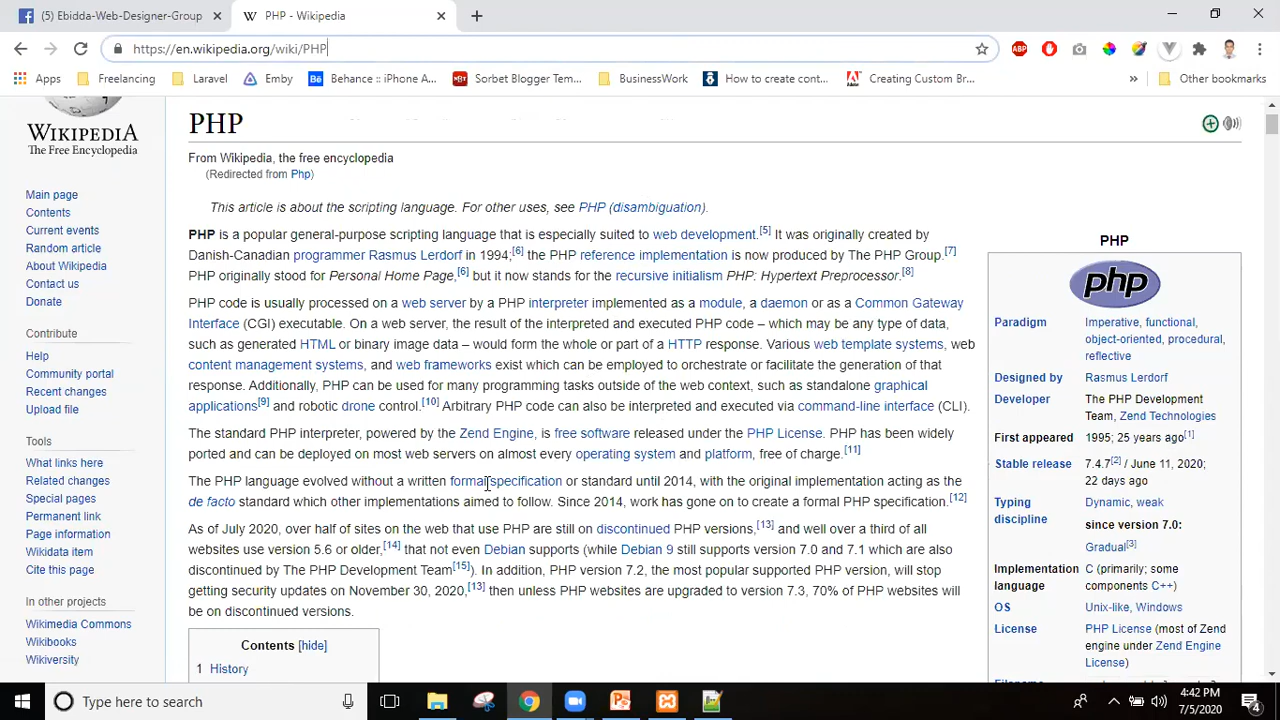 (5) Ebidda-Web-Designer-Group
PHP - Wikipedia
https://en.wikipedia.org/wiki/PHP
ABP
Apps
Freelancing
Laravel
Emby
Behance :: iPhone A...
Sorbet Blogger Tem...
BusinessWork
How to create cont...
Creating Custom Br...
»
Other bookmarks
WIKIPEDIA
The Free Encyclopedia
Main page
Contents
Current events
Random article
About Wikipedia
Contact us
Donate
Contribute
Help
Community portal
Recent changes
Upload file
Tools
What links here
Related changes
Special pages
Permanent link
Page information
Wikidata item
Cite this page
In other projects
Wikimedia Commons
Wikibooks
Wikiversity
PHP
From Wikipedia, the free encyclopedia
(Redirected from Php)
This article is about the scripting language. For other uses, see PHP (disambiguation).
PHP is a popular general-purpose scripting language that is especially suited to web development.[5] It was originally created by
Danish-Canadian programmer Rasmus Lerdorf in 1994;[6] the PHP reference implementation is now produced by The PHP Group.[7]
PHP originally stood for Personal Home Page,[6] but it now stands for the recursive initialism PHP: Hypertext Preprocessor.[8]
PHP code is usually processed on a web server by a PHP interpreter implemented as a module, a daemon or as a Common Gateway
Interface (CGI) executable. On a web server, the result of the interpreted and executed PHP code – which may be any type of data,
such as generated HTML or binary image data – would form the whole or part of a HTTP response. Various web template systems, web
content management systems, and web frameworks exist which can be employed to orchestrate or facilitate the generation of that
response. Additionally, PHP can be used for many programming tasks outside of the web context, such as standalone graphical
applications[9] and robotic drone control.[10] Arbitrary PHP code can also be interpreted and executed via command-line interface (CLI).
The standard PHP interpreter, powered by the Zend Engine, is free software released under the PHP License. PHP has been widely
ported and can be deployed on most web servers on almost every operating system and platform, free of charge.[11]
The PHP language evolved without a written formal specification or standard until 2014, with the original implementation acting as the
de facto standard which other implementations aimed to follow. Since 2014, work has gone on to create a formal PHP specification.[12]
As of July 2020, over half of sites on the web that use PHP are still on discontinued PHP versions,[13] and well over a third of all
websites use version 5.6 or older,[14] that not even Debian supports (while Debian 9 still supports version 7.0 and 7.1 which are also
discontinued by The PHP Development Team[15]). In addition, PHP version 7.2, the most popular supported PHP version, will stop
getting security updates on November 30, 2020,[13] then unless PHP websites are upgraded to version 7.3, 70% of PHP websites will
be on discontinued versions.
Contents [hide]
1 History
PHP
php
Paradigm Imperative, functional,
object-oriented, procedural,
reflective
Designed by Rasmus Lerdorf
Developer The PHP Development
Team, Zend Technologies
First appeared 1995; 25 years ago[1]
Stable release 7.4.7[2] / June 11, 2020;
22 days ago
Typing discipline Dynamic, weak
since version 7.0:
Gradual[3]
Implementation language C (primarily; some
components C++)
OS Unix-like, Windows
License PHP License (most of Zend
engine under Zend Engine
License)
Type here to search
4:42 PM
7/5/2020
4